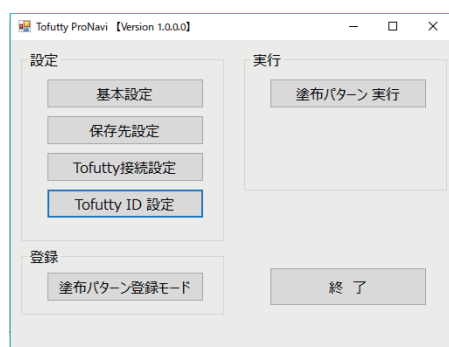 Tofutty ProNavi 【Version 1.0.0.0】
設定
基本設定
保存先設定
Tofutty接続設定
Tofutty ID 設定
登録
塗布パターン登録モード
実行
塗布パターン 実行
終 了